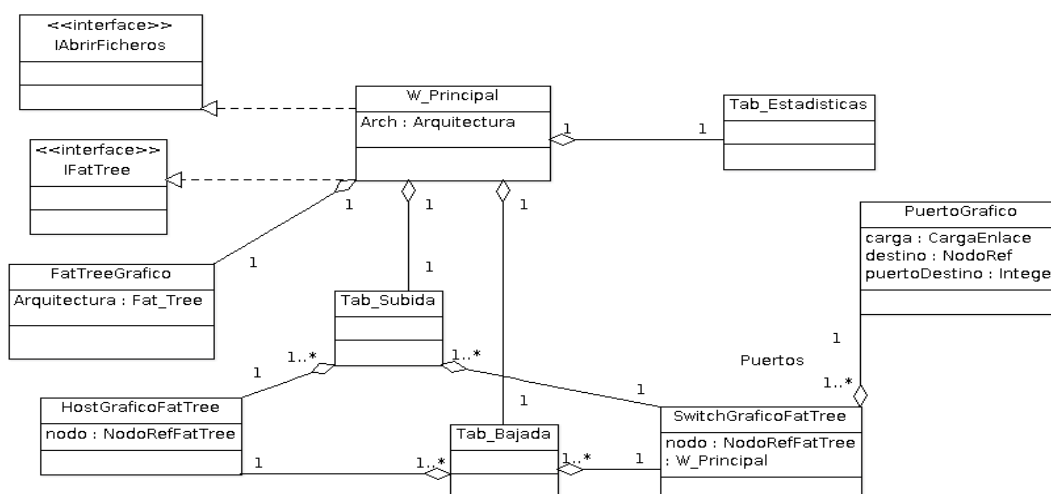 <<interface>>
IAbrirFicheros
W_Principal
Arch : Arquitectura
1
1
Tab_Estadisticas
<<interface>>
IFatTree
1
1
1
PuertoGrafico
carga : CargaEnlace
destino : NodoRef
puertoDestino : Intege
FatTreeGrafico
Arquitectura : Fat_Tree
1
1
Tab_Subida
1
1..*
1..*
Puertos
1
1
1..*
HostGraficoFatTree
nodo : NodoRefFatTree
1
SwitchGraficoFatTree
nodo : NodoRefFatTree
: W_Principal
Tab_Bajada
1
1
1..*
1..*
1